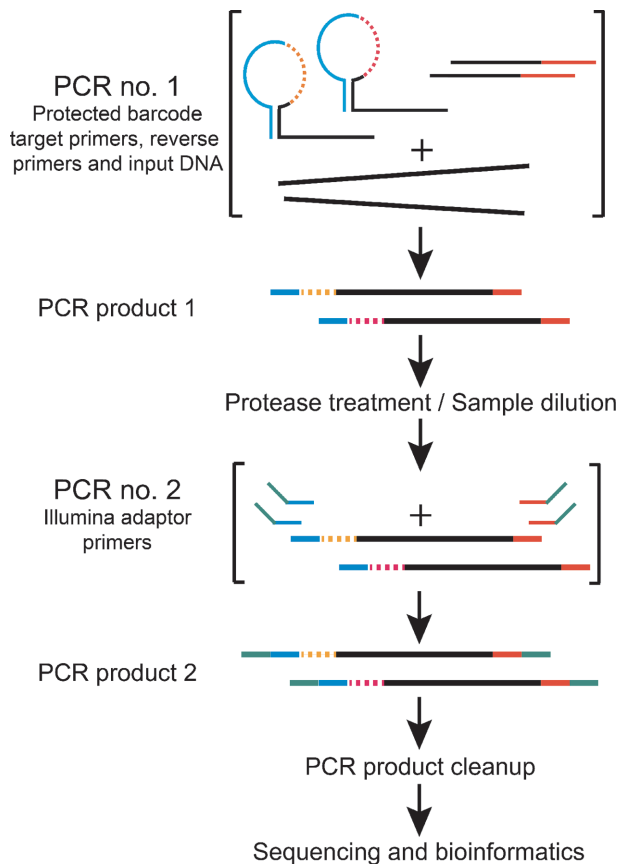 PCR no. 1
Protected barcode
target primers, reverse
primers and input DNA
+
PCR product 1
Protease treatment / Sample dilution
PCR no. 2
Illumina adaptor
primers
+
PCR product 2
PCR product cleanup
Sequencing and bioinformatics